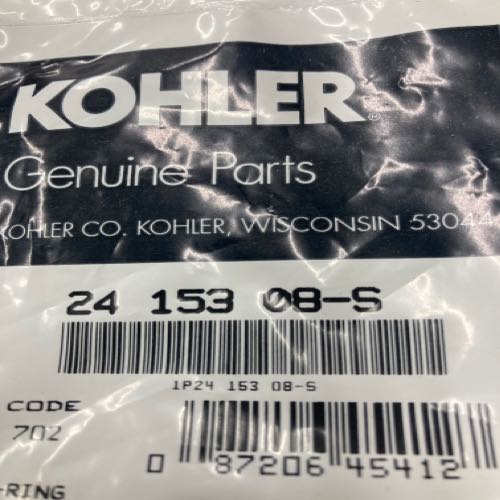 KOHLER®
Genuine Parts
KOHLER CO. KOHLER, WISCONSIN 53044
24 153 08-S
1P24 153 08-S
CODE
702
0 87206 45412
-RING